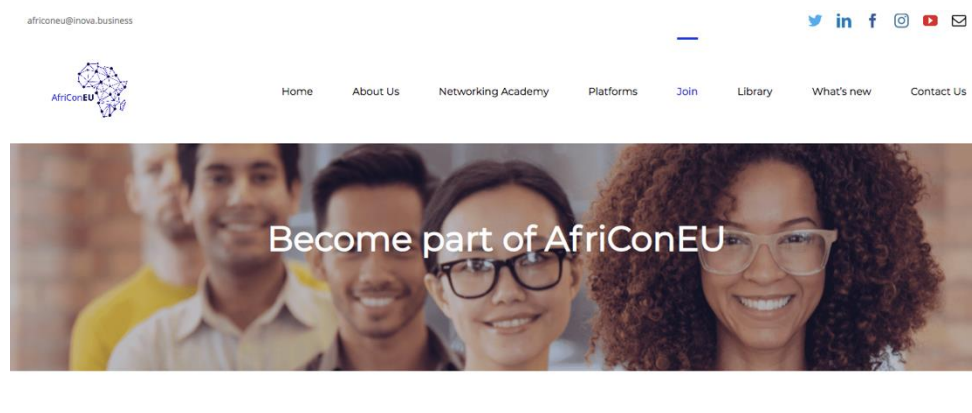 africoneu@inova.business
AfriConEU
Home About Us Networking Academy Platforms Join Library What's new Contact Us
Become part of AfriConEU